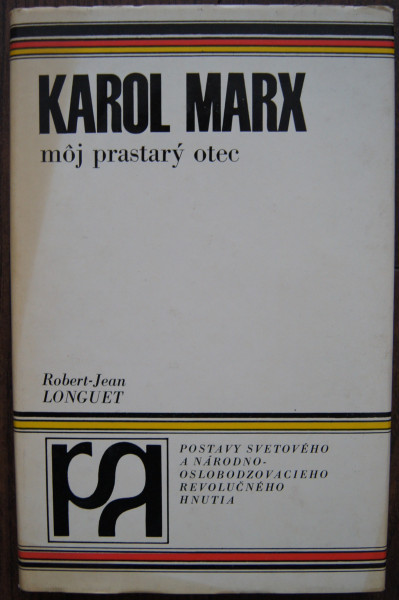 KAROL MARX
môj prastarý otec
Robert-Jean
LONGUET
POSTAVY SVETOVÉHO
A NÁRODNO-
OSLOBODZOVACIEHO
REVOLUČNÉHO
HNUTIA